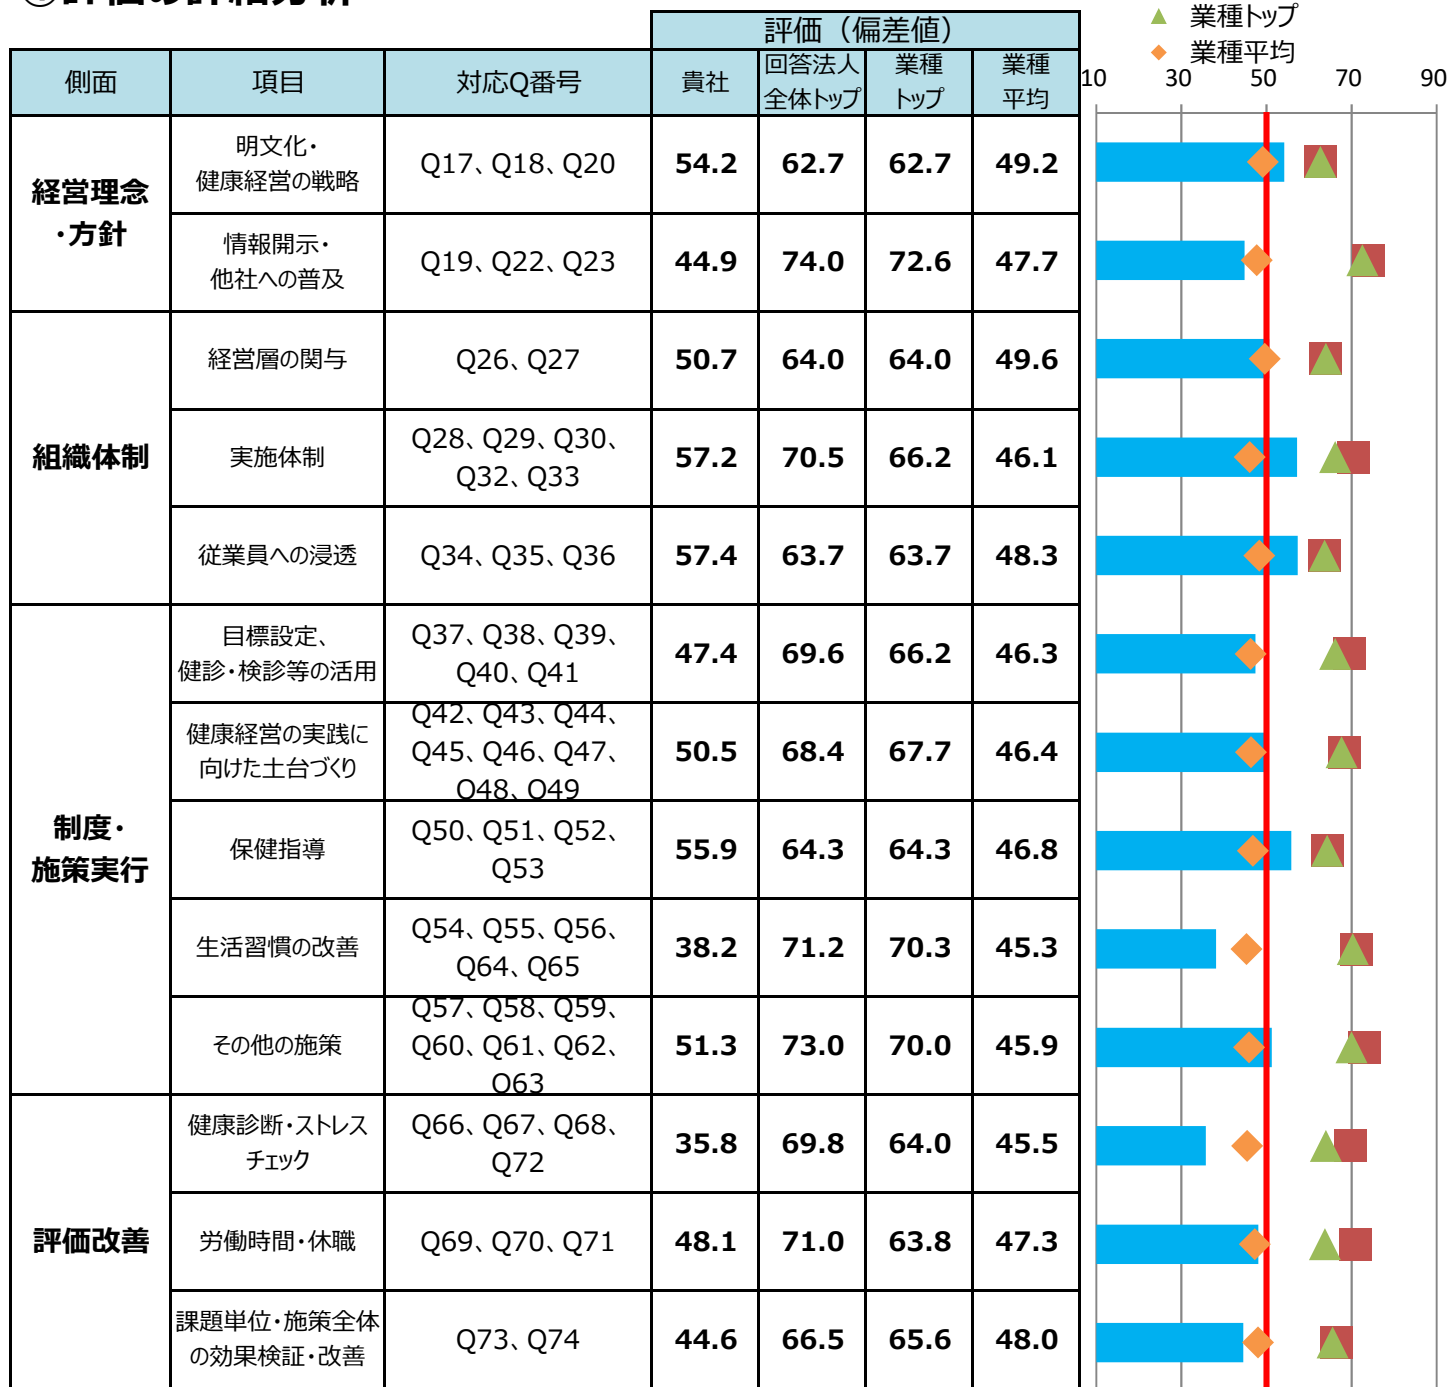 評価（偏差値）
▲ 業種トップ
◆ 業種平均
側面 項目 対応Q番号 貴社 回答法人 業種 業種
全体トップ トップ 平均
10 30 50 70 90
経営理念
・方針
明文化・
健康経営の戦略
Q17、Q18、Q20 54.2 62.7 62.7 49.2
情報開示・
他社への普及
Q19、Q22、Q23 44.9 74.0 72.6 47.7
組織体制
経営層の関与 Q26、Q27 50.7 64.0 64.0 49.6
実施体制
Q28、Q29、Q30、
Q32、Q33
57.2 70.5 66.2 46.1
従業員への浸透 Q34、Q35、Q36 57.4 63.7 63.7 48.3
制度・
施策実行
目標設定、
健診・検診等の活用
Q37、Q38、Q39、
Q40、Q41
47.4 69.6 66.2 46.3
健康経営の実践に
向けた土台づくり
Q42、Q43、Q44、
Q45、Q46、Q47、
Q48、Q49
50.5 68.4 67.7 46.4
保健指導
Q50、Q51、Q52、
Q53
55.9 64.3 64.3 46.8
生活習慣の改善
Q54、Q55、Q56、
Q64、Q65
38.2 71.2 70.3 45.3
その他の施策
Q57、Q58、Q59、
Q60、Q61、Q62、
Q63
51.3 73.0 70.0 45.9
評価改善
健康診断・ストレス
チェック
Q66、Q67、Q68、
Q72
35.8 69.8 64.0 45.5
労働時間・休職 Q69、Q70、Q71 48.1 71.0 63.8 47.3
課題単位・施策全体
の効果検証・改善
Q73、Q74 44.6 66.5 65.6 48.0